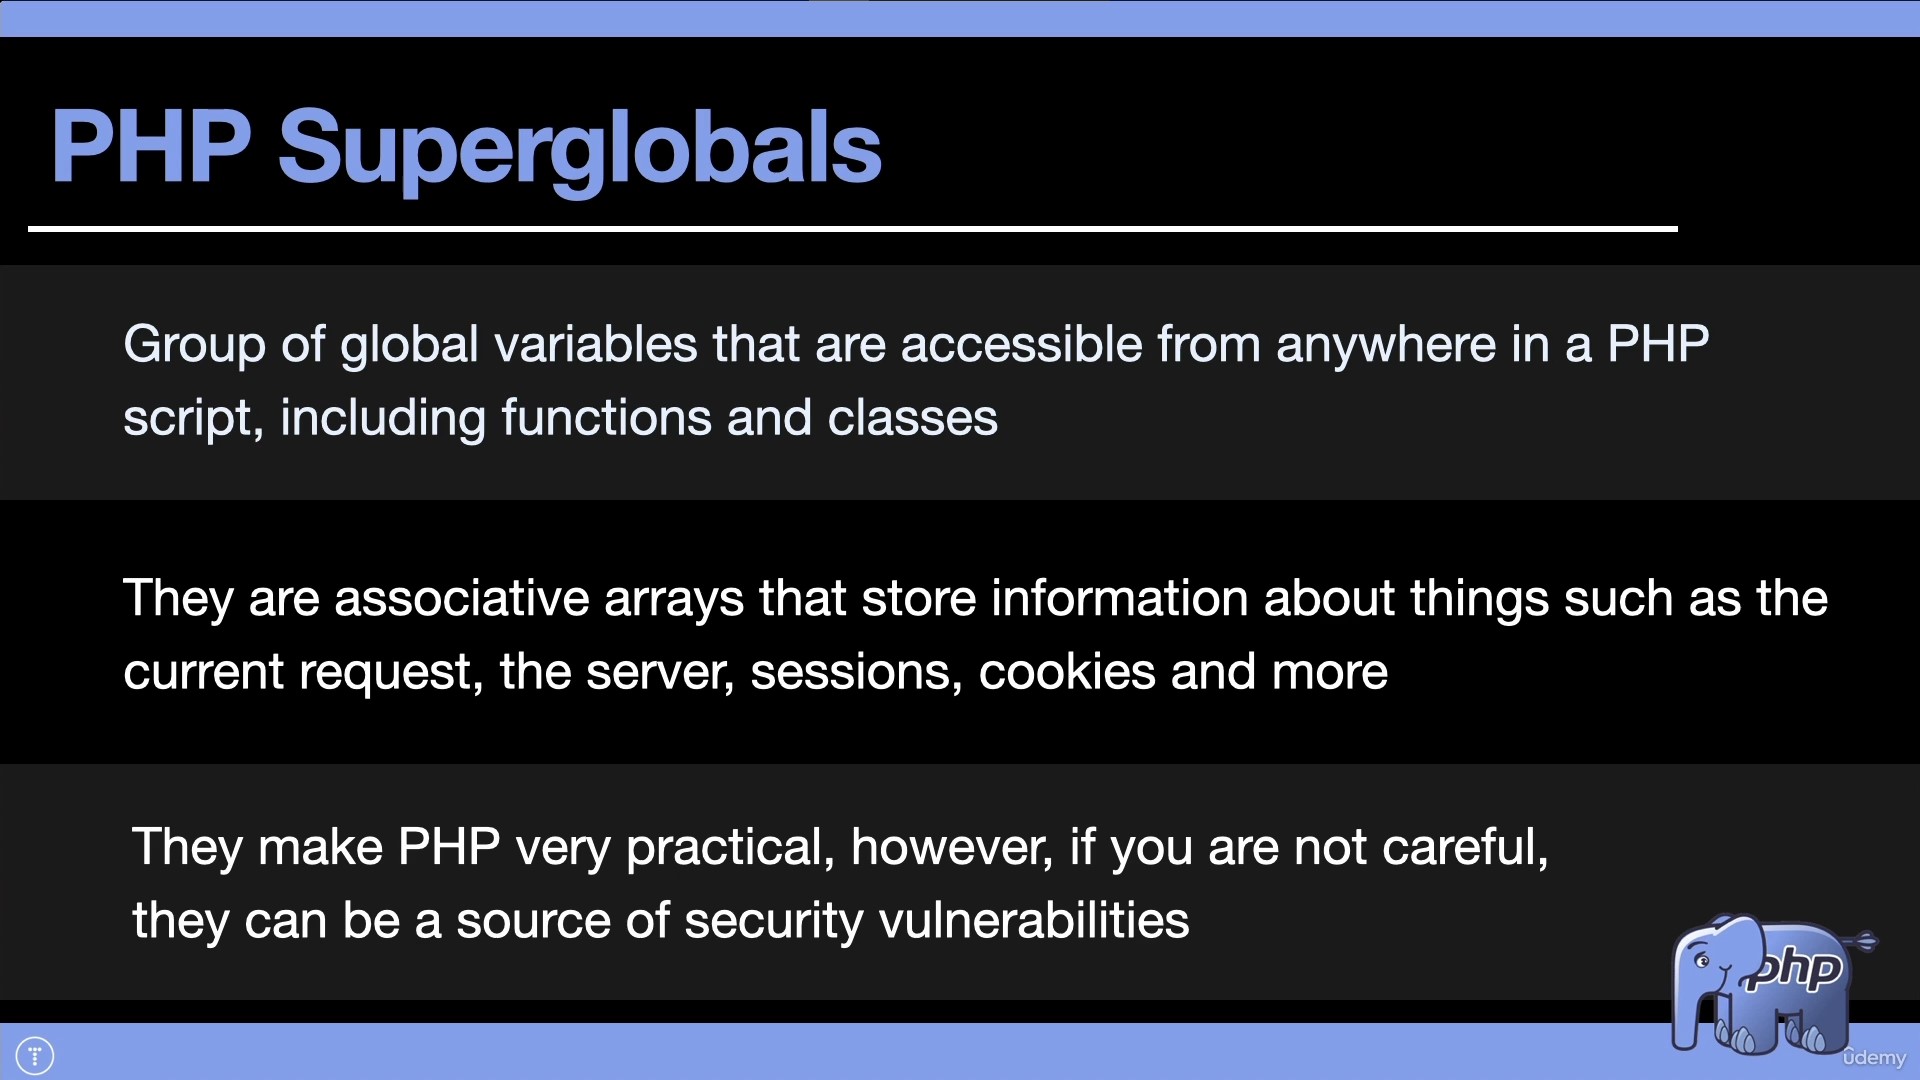 PHP Superglobals
Group of global variables that are accessible from anywhere in a PHP
script, including functions and classes
They are associative arrays that store information about things such as the
current request, the server, sessions, cookies and more
They make PHP very practical, however, if you are not careful,
they can be a source of security vulnerabilities
php
udemy